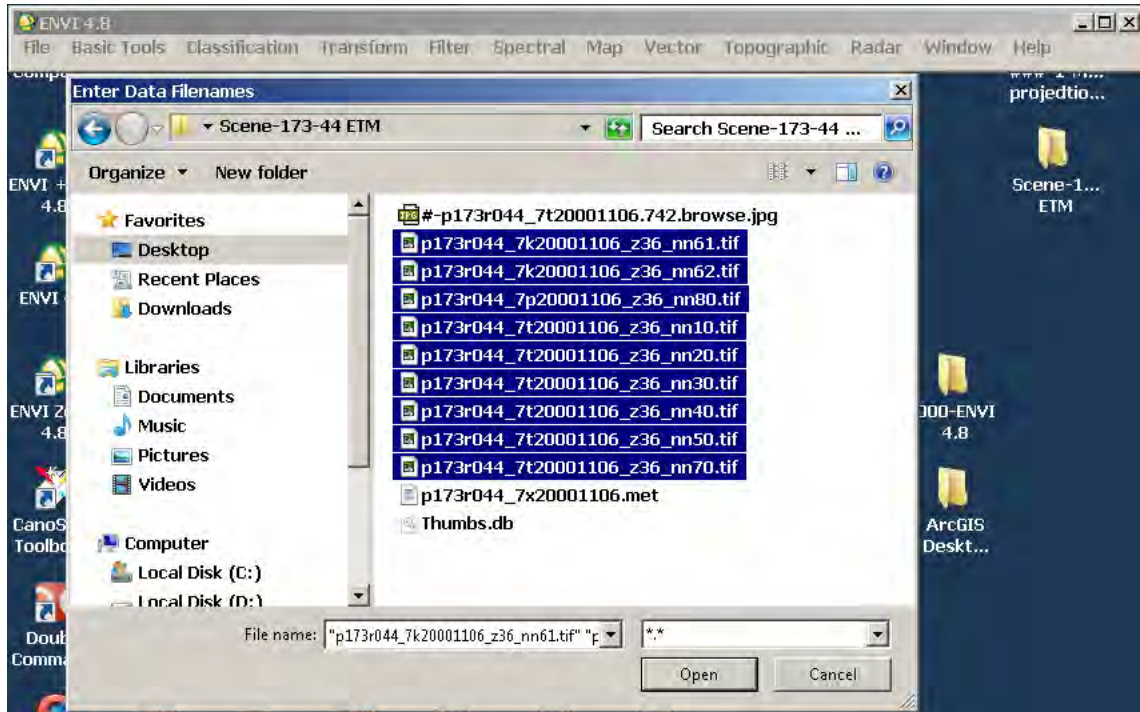 ENVI 4.8
File Basic Tools Classification Transform Filter Spectral Map Vector Topographic Radar Window Help
projedtio...
Enter Data Filenames
Scene-173-44 ETM
Search Scene-173-44 ...
Organize
New folder
Favorites
Desktop
Recent Places
Downloads
Libraries
Documents
Music
Pictures
Videos
Computer
Local Disk (C:)
Local Disk (D:)
#-p173r044_7t20001106.742.browse.jpg
p173r044_7k20001106_z36_nn61.tif
p173r044_7k20001106_z36_nn62.tif
p173r044_7p20001106_z36_nn80.tif
p173r044_7t20001106_z36_nn10.tif
p173r044_7t20001106_z36_nn20.tif
p173r044_7t20001106_z36_nn30.tif
p173r044_7t20001106_z36_nn40.tif
p173r044_7t20001106_z36_nn50.tif
p173r044_7t20001106_z36_nn70.tif
p173r044_7x20001106.met
Thumbs.db
File name: "p173r044_7k20001106_z36_nn61.tif" "p
*.*
Open
Cancel
ENVI +
4.8
ENVI
ENVI Z
4.8
CanoS
Toolbo
Doub
Comma
Scene-1...
ETM
000-ENVI
4.8
ArcGIS
Deskt...